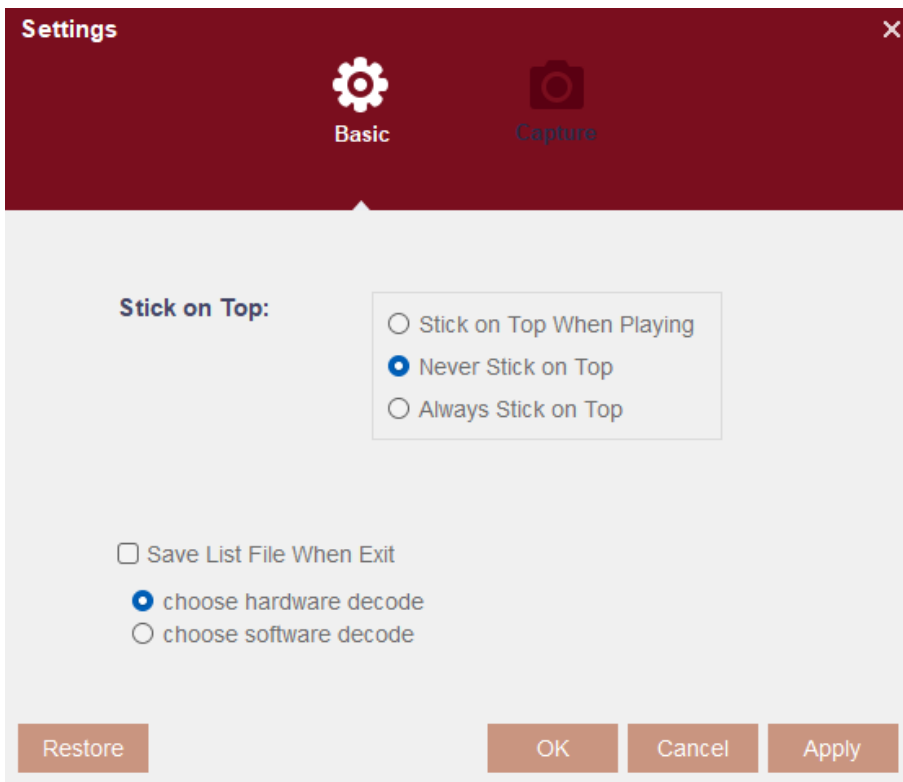 Settings
Basic
Capture
Stick on Top:
Stick on Top When Playing
Never Stick on Top
Always Stick on Top
Save List File When Exit
choose hardware decode
choose software decode
Restore
OK
Cancel
Apply